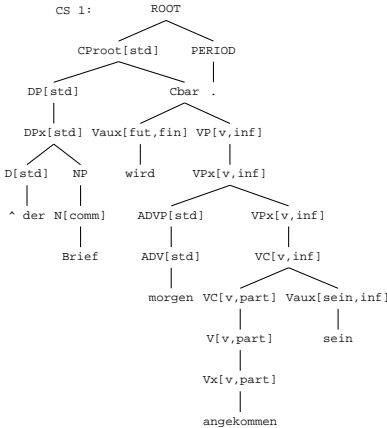 CS 1: ROOT
CProot[std] PERIOD
DP[std] Cbar .
DPx[std] Vaux[fut,fin] VP[v,inf]
D[std] NP wird VPx[v,inf]
^ der N[comm] ADVP[std] VPx[v,inf]
Brief ADV[std] VC[v,inf]
morgen VC[v,part] Vaux[sein,inf]
V[v,part] sein
Vx[v,part]
angekommen